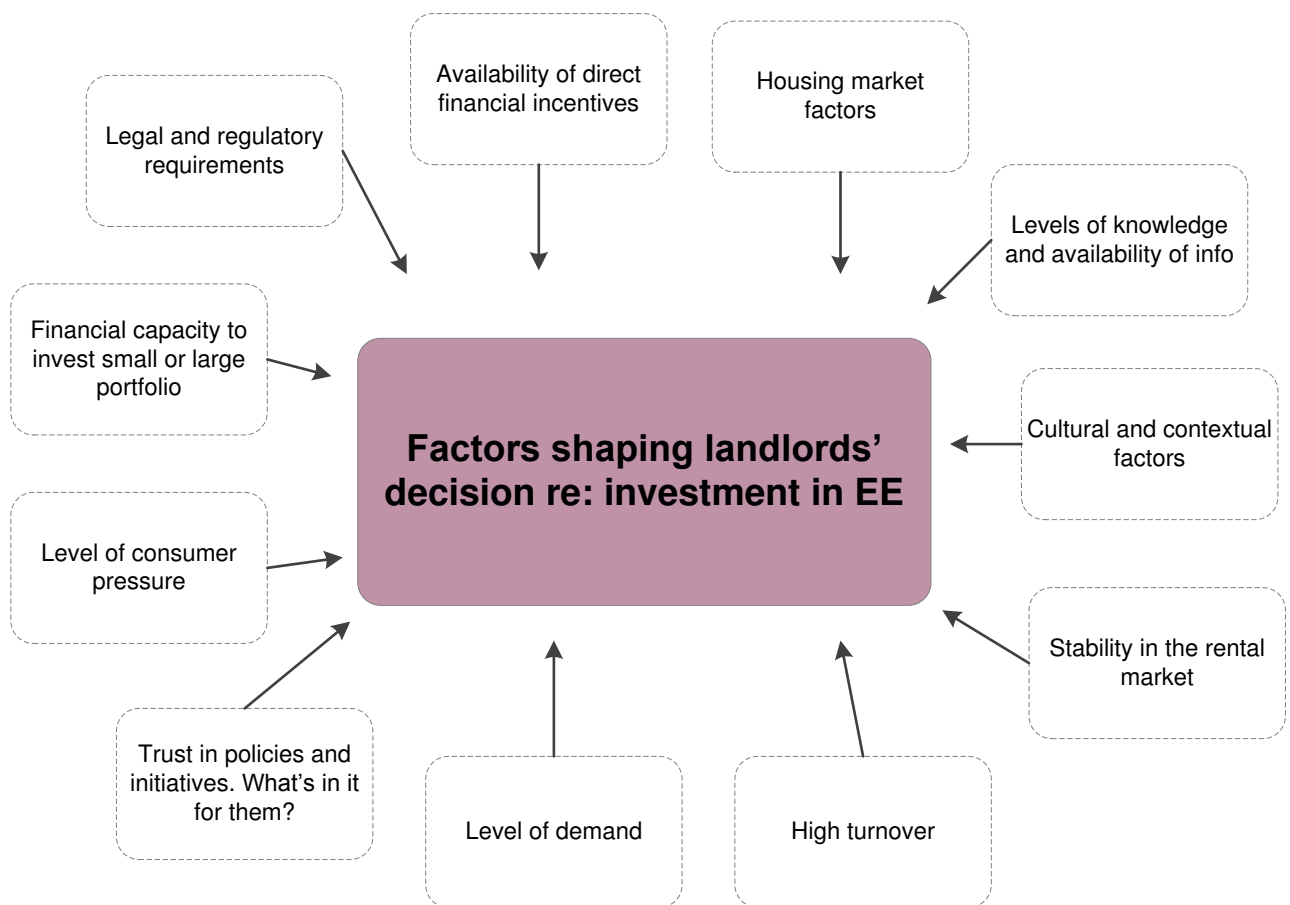 Availability of direct
financial incentives
Housing market
factors
Legal and regulatory
requirements
Levels of knowledge
and availability of info
Financial capacity to
invest small or large
portfolio
Factors shaping landlords’
decision re: investment in EE
Cultural and contextual
factors
Level of consumer
pressure
Stability in the rental
market
Trust in policies and
initiatives. What’s in it
for them?
Level of demand
High turnover